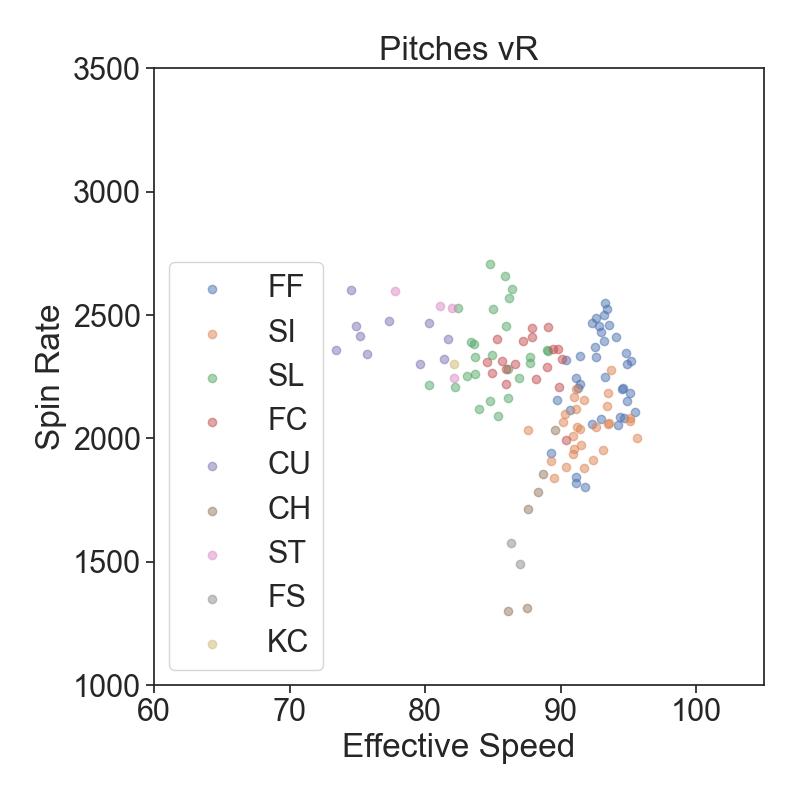 Pitches vR
3500
3000
2500
2000
1500
1000
Spin Rate
FF
SI
SL
FC
CU
CH
ST
FS
KC
60 70 80 90 100
Effective Speed